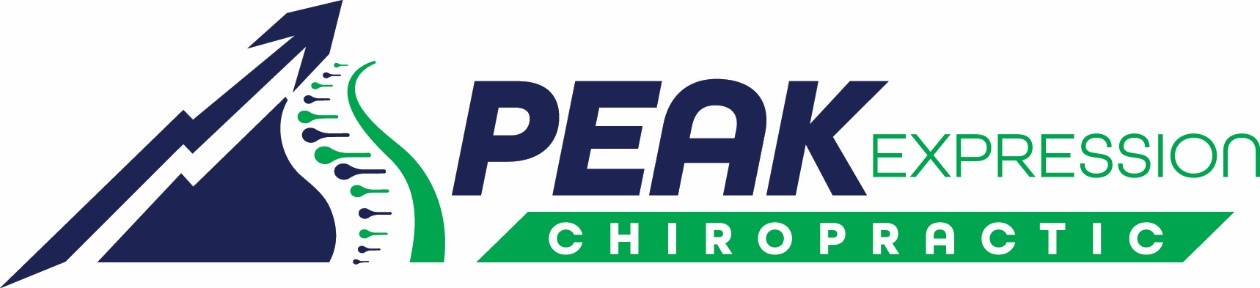 PEAK EXPRESSION
CHIROPRACTIC